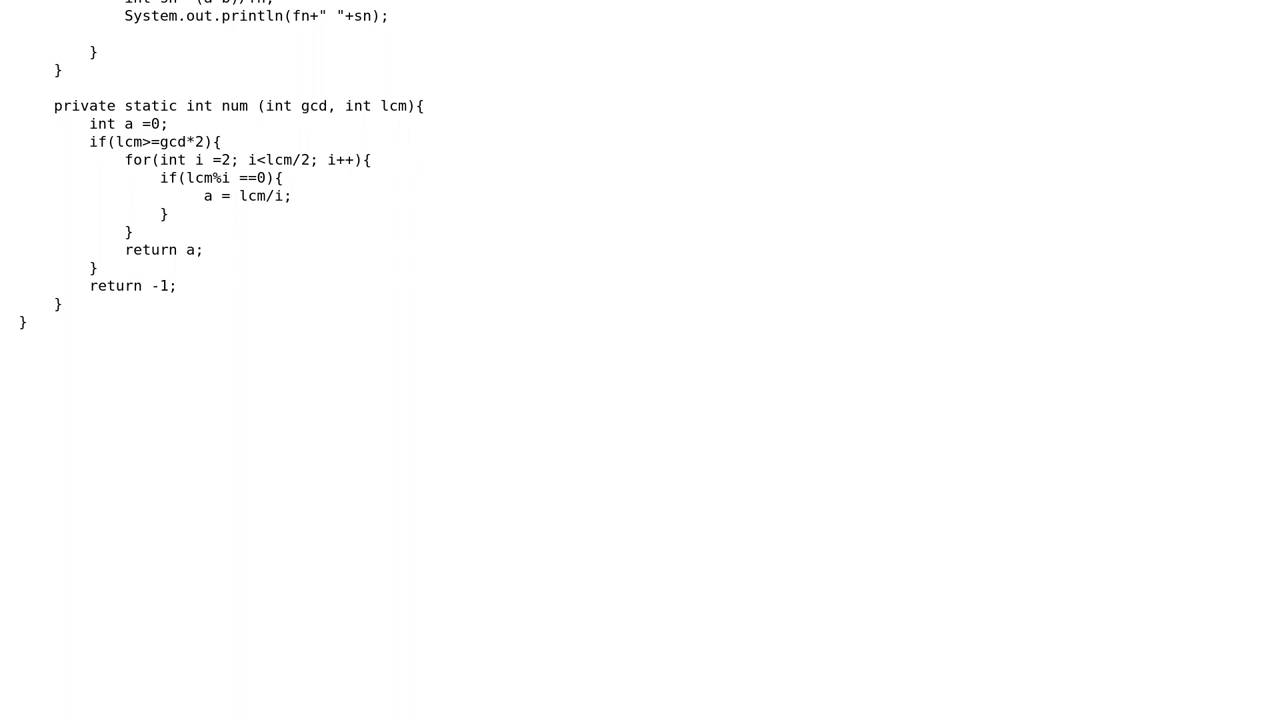 System.out.println(fn+" "+sn);
}
}
private static int num (int gcd, int lcm){
int a =0;
if(lcm>=gcd*2){
for(int i =2; i<lcm/2; i++){
if(lcm%i ==0){
a = lcm/i;
}
}
return a;
}
return -1;
}
}